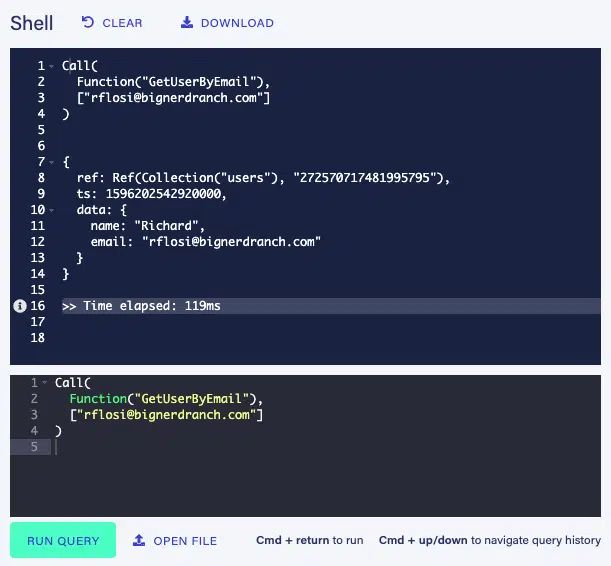 Shell CLEAR DOWNLOAD
1 Call(
2   Function("GetUserByEmail"),
3   ["rflosi@bignerdranch.com"]
4 )
5
6
7 {
8   ref: Ref(Collection("users"), "272570717481995795"),
9   ts: 1596202542920000,
10   data: {
11     name: "Richard",
12     email: "rflosi@bignerdranch.com"
13   }
14 }
15
16 >> Time elapsed: 119ms
17
18
1 Call(
2   Function("GetUserByEmail"),
3   ["rflosi@bignerdranch.com"]
4 )
5
RUN QUERY OPEN FILE Cmd + return to run Cmd + up/down to navigate query history